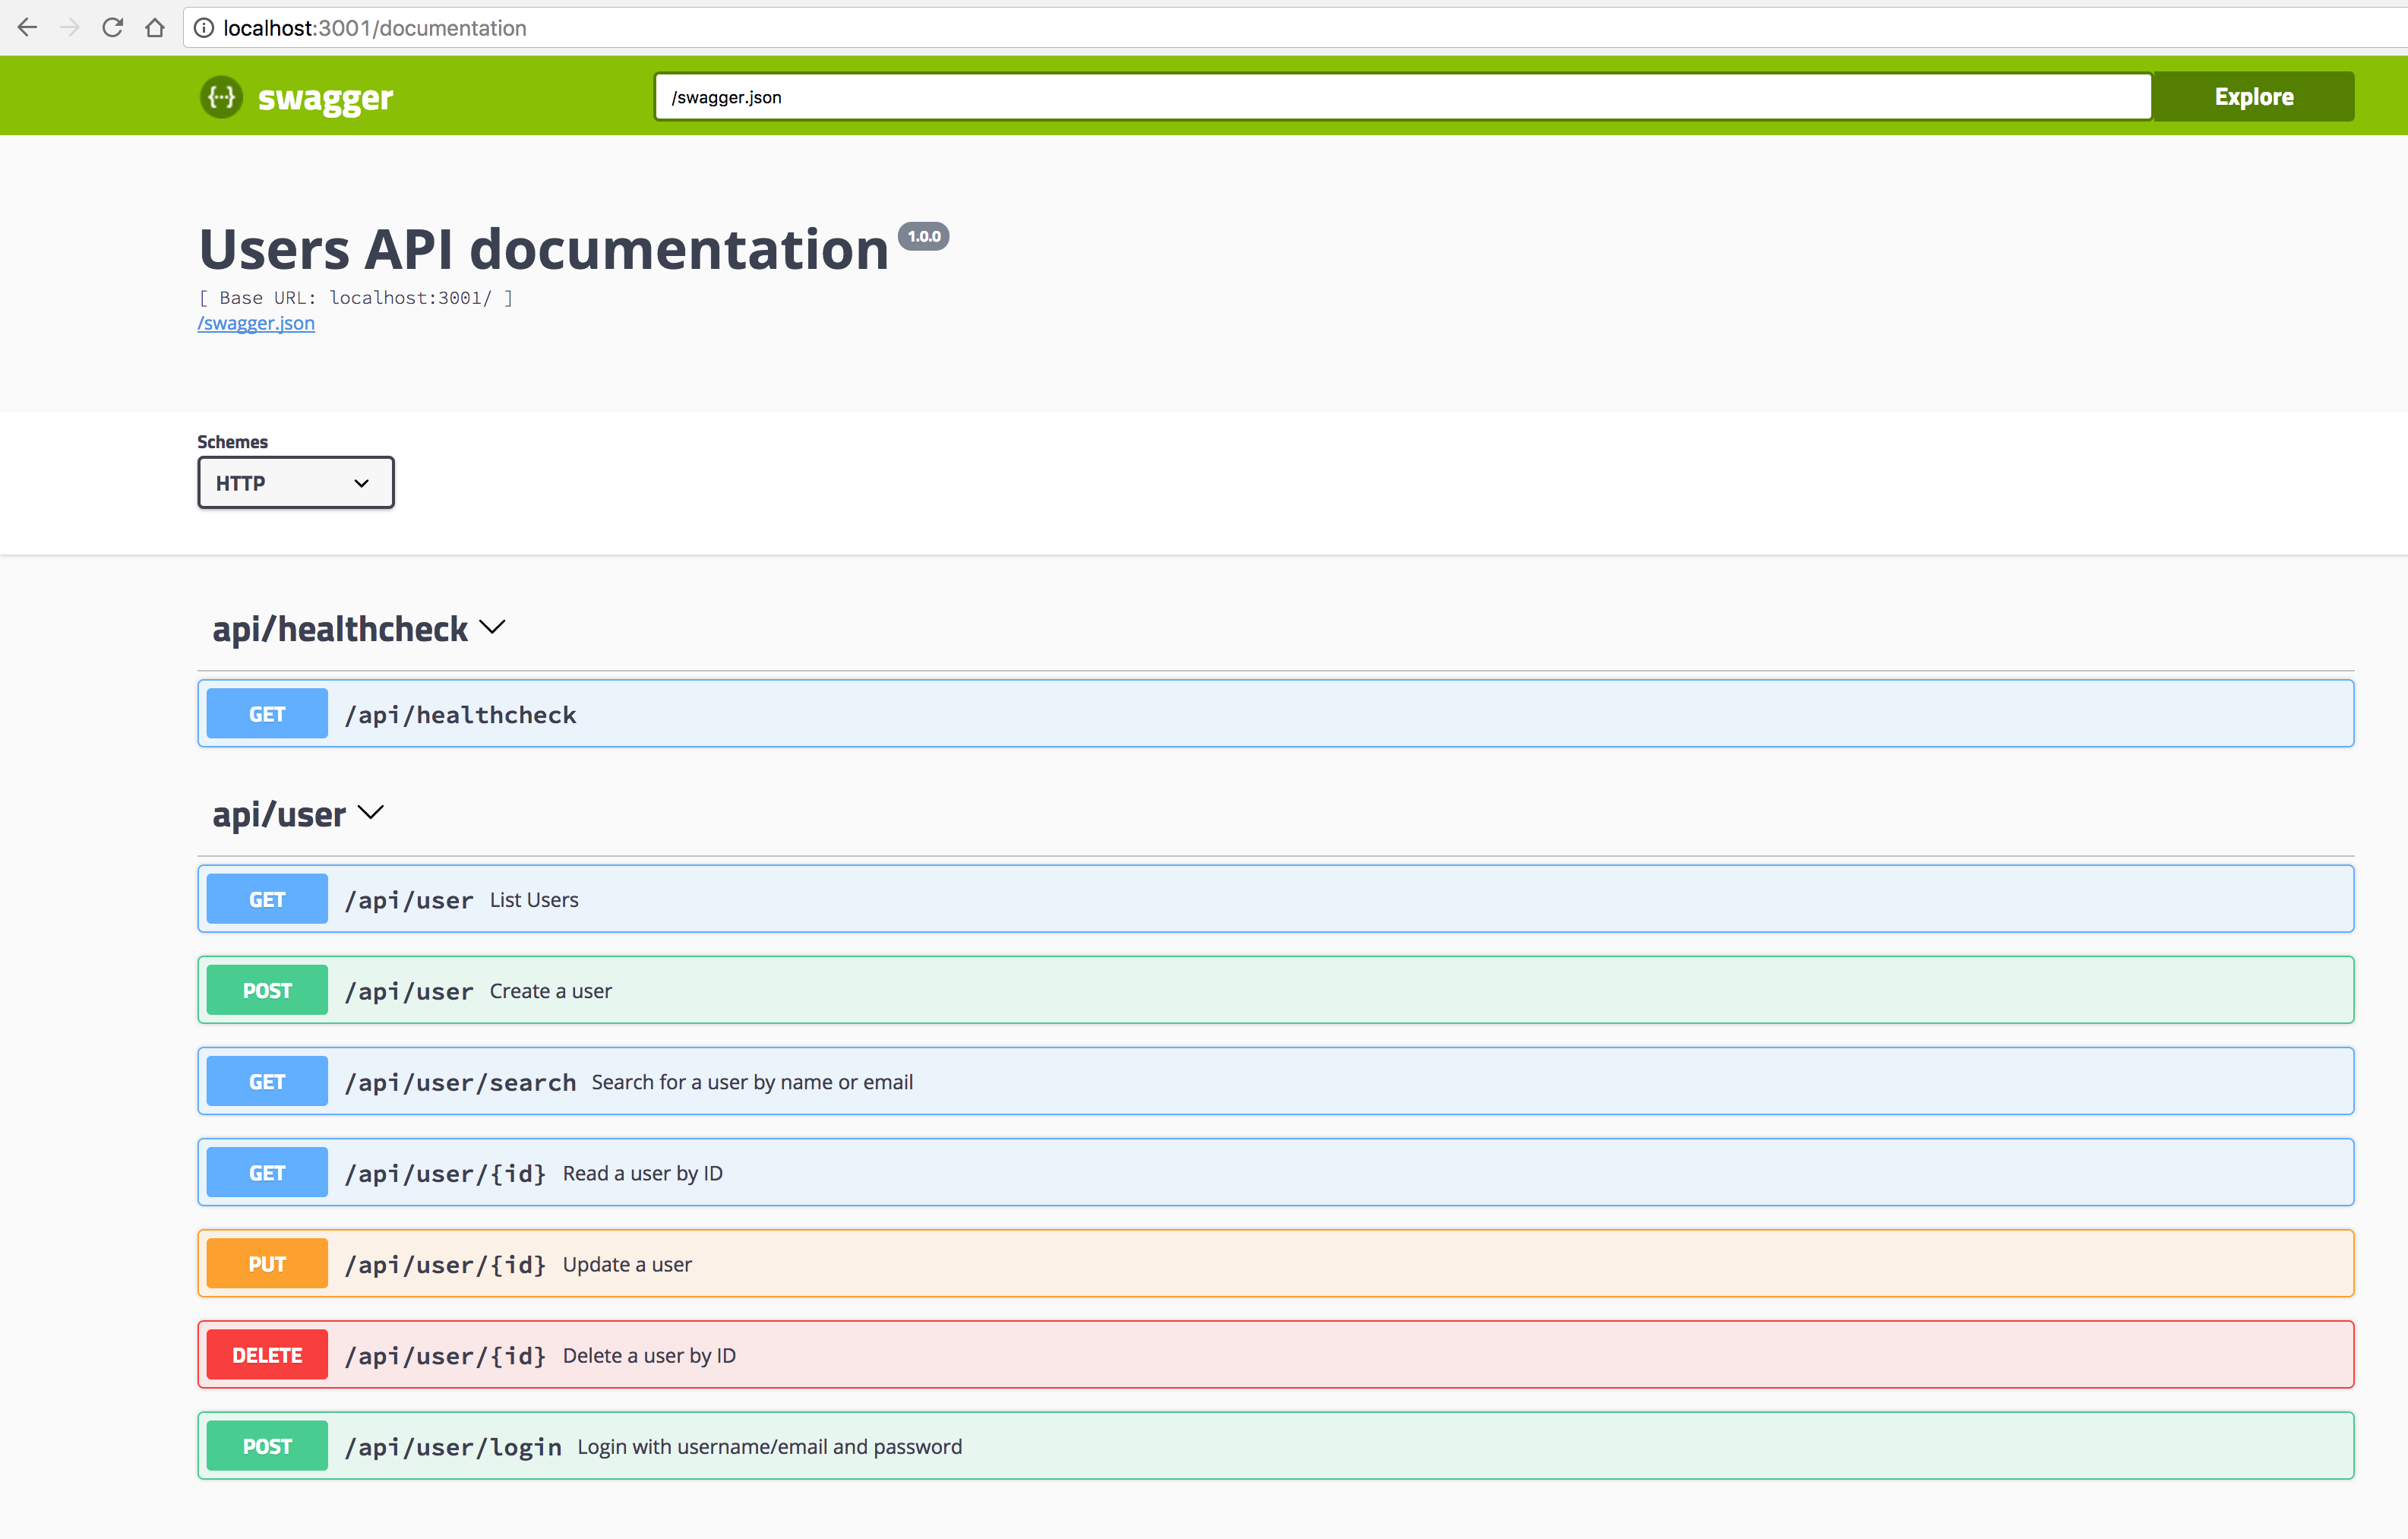 localhost:3001/documentation
{···} swagger
/swagger.json
Explore
Users API documentation 1.0.0
[ Base URL: localhost:3001/ ]
/swagger.json
Schemes
HTTP
api/healthcheck
GET /api/healthcheck
api/user
GET /api/user List Users
POST /api/user Create a user
GET /api/user/search Search for a user by name or email
GET /api/user/{id} Read a user by ID
PUT /api/user/{id} Update a user
DELETE /api/user/{id} Delete a user by ID
POST /api/user/login Login with username/email and password